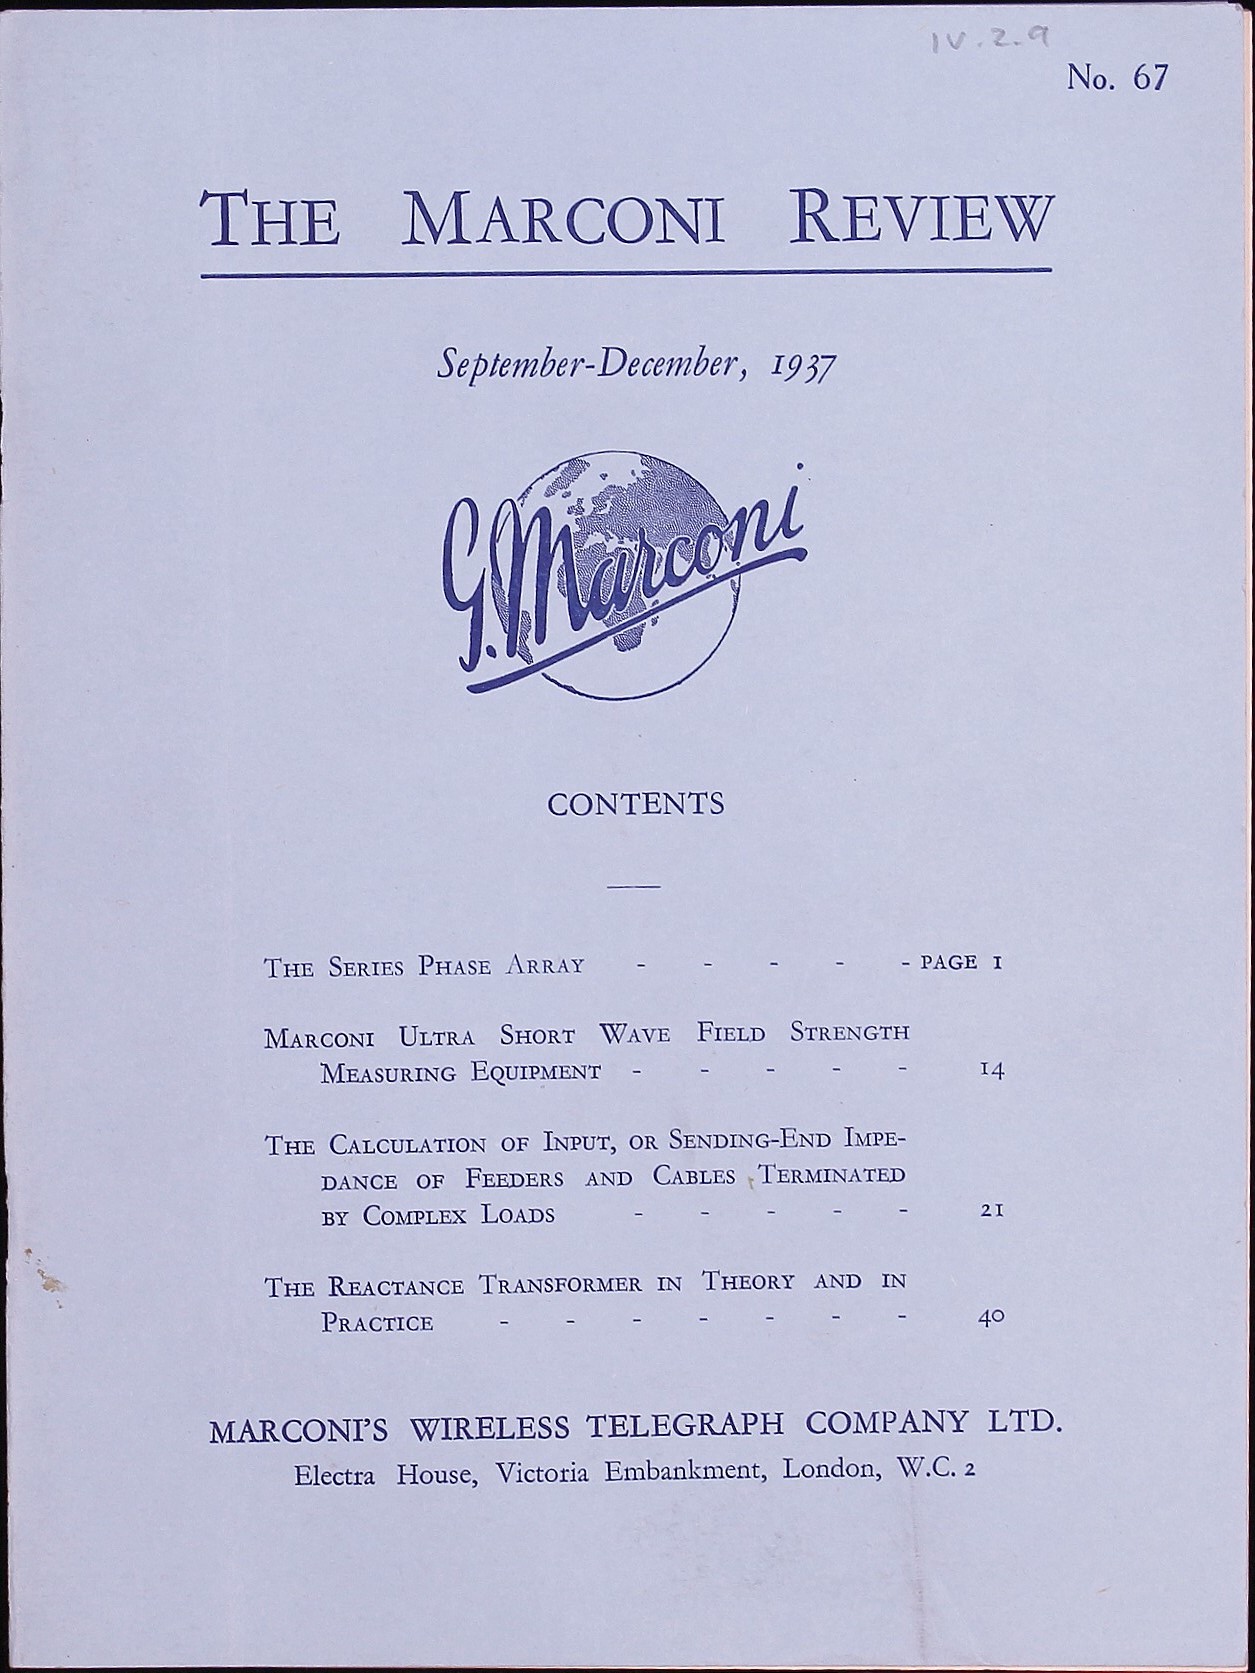 IV.2.9
No. 67
THE MARCONI REVIEW
September-December, 1937
G. Marconi
CONTENTS
THE SERIES PHASE ARRAY - - - - - PAGE 1
MARCONI ULTRA SHORT WAVE FIELD STRENGTH
MEASURING EQUIPMENT - - - - - 14
THE CALCULATION OF INPUT, OR SENDING-END IMPE-
DANCE OF FEEDERS AND CABLES TERMINATED
BY COMPLEX LOADS - - - - - 21
THE REACTANCE TRANSFORMER IN THEORY AND IN
PRACTICE - - - - - - - 40
MARCONI'S WIRELESS TELEGRAPH COMPANY LTD.
Electra House, Victoria Embankment, London, W.C. 2